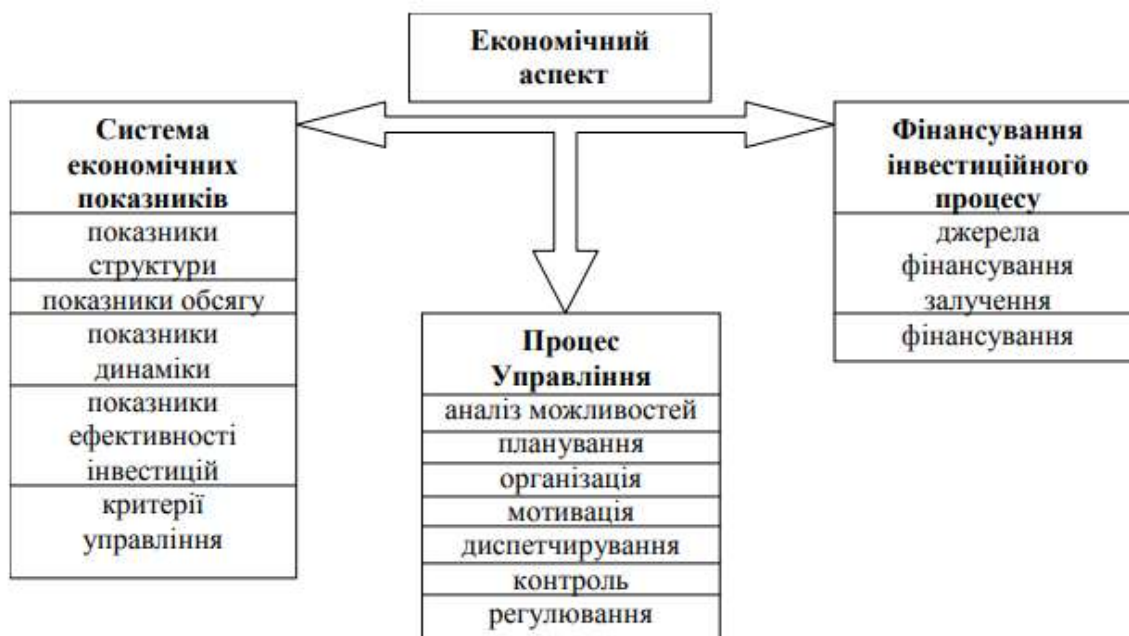 Економічний
аспект
Система
економічних
показників
показники
структури
показники обсягу
показники
динаміки
показники
ефективності
інвестицій
критерії
управління
Процес
Управління
аналіз можливостей
планування
організація
мотивація
диспетчирування
контроль
регулювання
Фінансування
інвестиційного
процесу
джерела
фінансування
залучення
фінансування